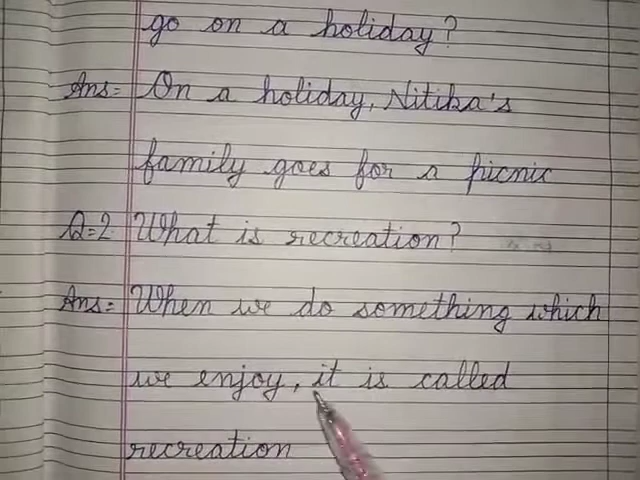 go on a holiday?
Ans= On a holiday, Nitika's
family goes for a picnic
Q=2 What is recreation?
Ans= When we do something which
we enjoy, it is called
recreation